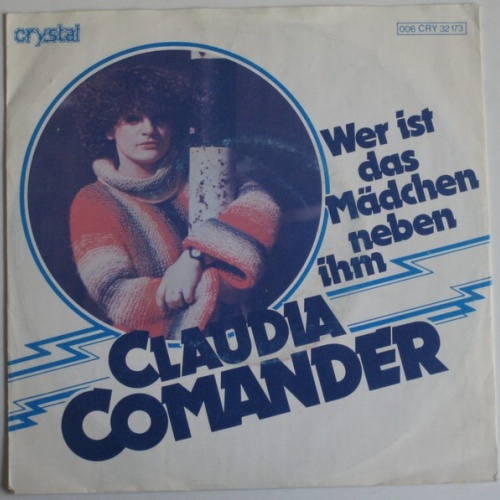 crystal
006 CRY 32 173
Wer ist
das
Mädchen
neben
ihm
CLAUDIA
COMANDER